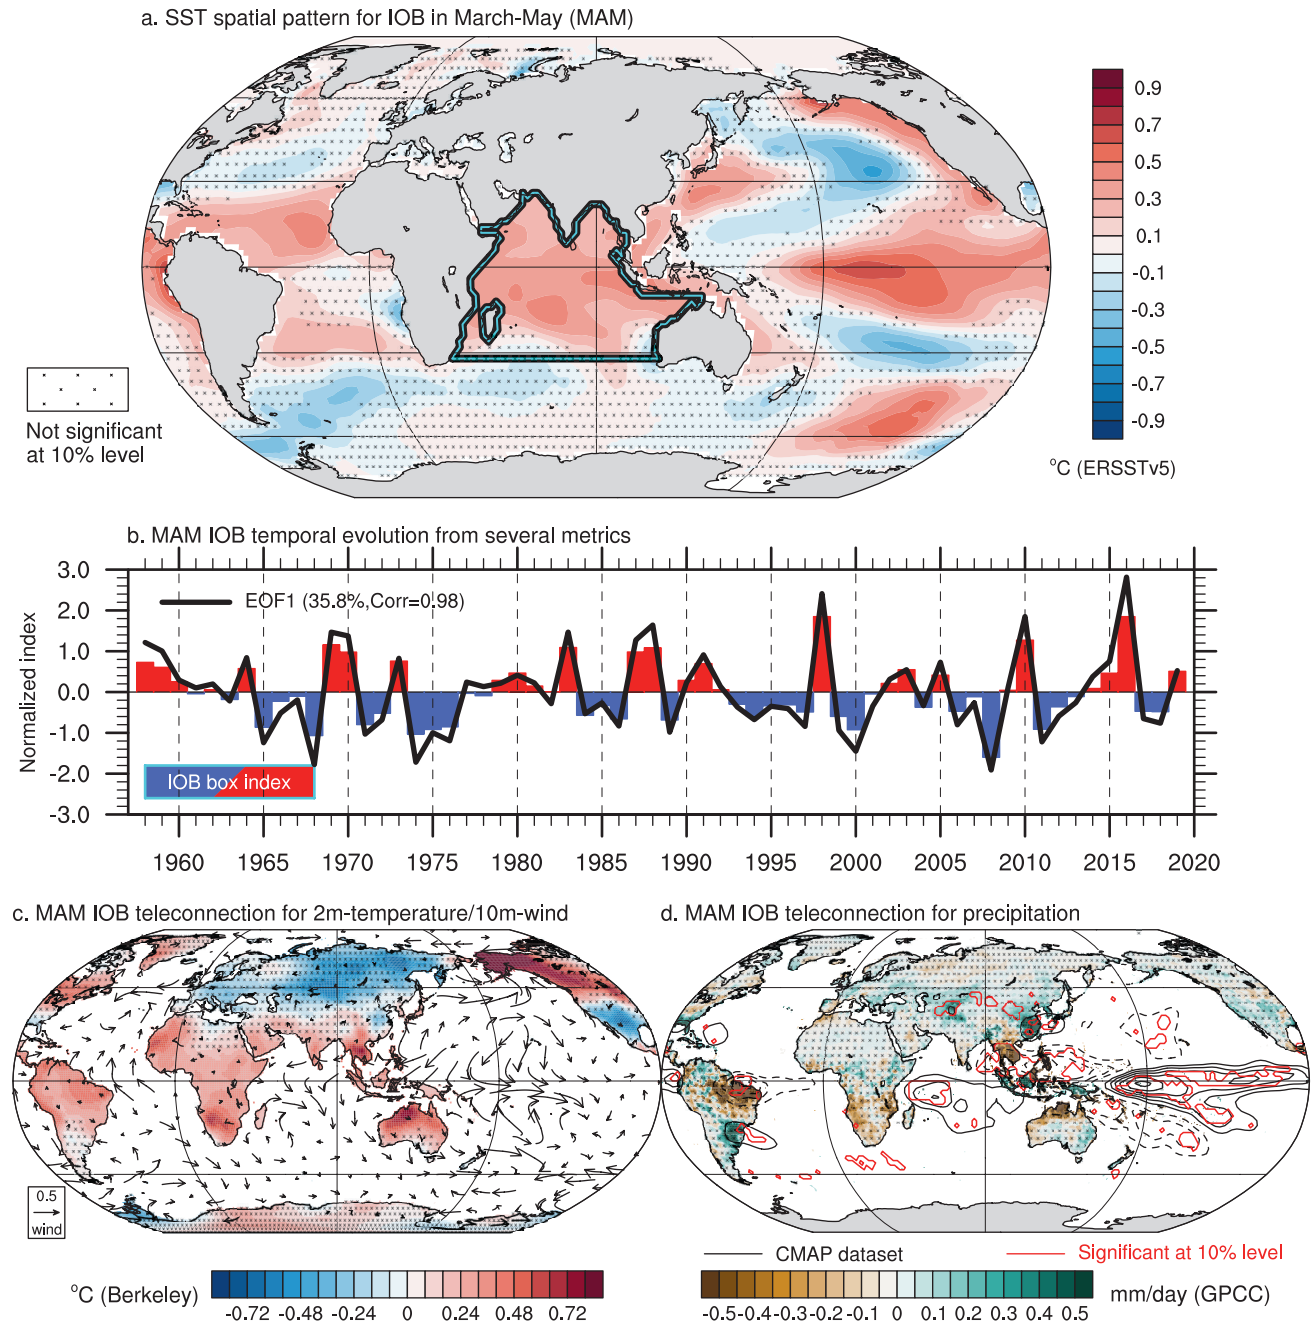 a. SST spatial pattern for IOB in March-May (MAM)
0.9
0.7
0.5
0.3
0.1
-0.1
-0.3
-0.5
-0.7
-0.9
°C (ERSSTv5)
Not significant
at 10% level
b. MAM IOB temporal evolution from several metrics
3.0
2.0
1.0
0.0
-1.0
-2.0
-3.0
Normalized index
EOF1 (35.8%,Corr=0.98)
IOB box index
1960 1965 1970 1975 1980 1985 1990 1995 2000 2005 2010 2015 2020
c. MAM IOB teleconnection for 2m-temperature/10m-wind
0.5
wind
°C (Berkeley)
-0.72 -0.48 -0.24 0 0.24 0.48 0.72
d. MAM IOB teleconnection for precipitation
CMAP dataset
Significant at 10% level
-0.5 -0.4 -0.3 -0.2 -0.1 0 0.1 0.2 0.3 0.4 0.5
mm/day (GPCC)